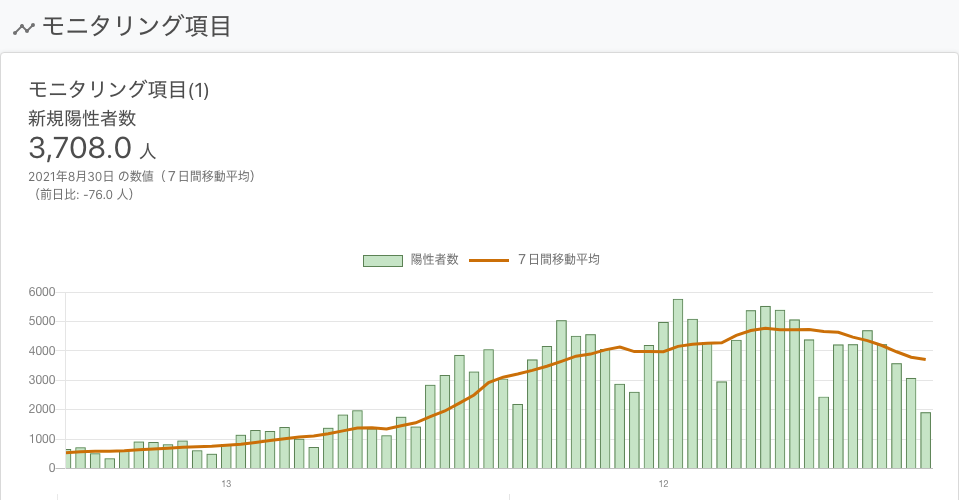 モニタリング項目
モニタリング項目(1)
新規陽性者数
3,708.0 人
2021年8月30日 の数値（７日間移動平均）
（前日比: -76.0 人）
陽性者数 ７日間移動平均
6000
5000
4000
3000
2000
1000
0
13 12